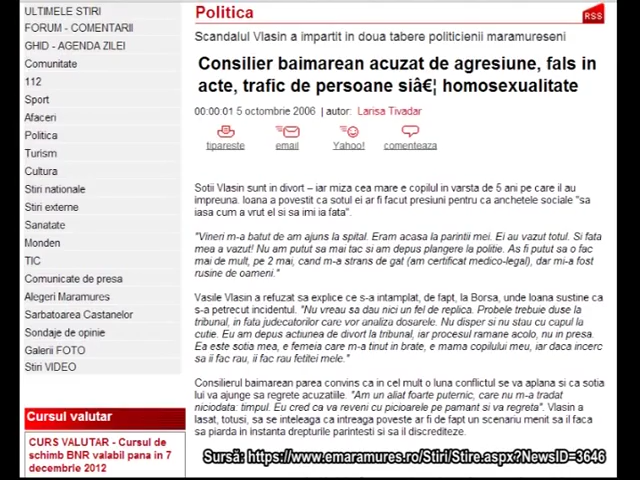 ULTIMELE STIRI
FORUM - COMENTARII
GHID - AGENDA ZILEI
Comunitate
112
Sport
Afaceri
Politica
Turism
Cultura
Stiri nationale
Stiri externe
Sanatate
Monden
TIC
Comunicate de presa
Alegeri Maramures
Sarbatoarea Castanelor
Sondaje de opinie
Galerii FOTO
Stiri VIDEO
Cursul valutar
CURS VALUTAR - Cursul de
schimb BNR valabil pana in 7
decembrie 2012
Politica
RSS
Scandalul Vlasin a impartit in doua tabere politicienii maramureseni
Consilier baimarean acuzat de agresiune, fals in
acte, trafic de persoane siâ€¦ homosexualitate
00:00:01 5 octombrie 2006 | autor: Larisa Tivadar
tipareste
email
Yahoo!
comenteaza
Sotii Vlasin sunt in divort – iar miza cea mare e copilul in varsta de 5 ani pe care il au
impreuna. Ioana a povestit ca sotul ei ar fi facut presiuni pentru ca anchetele sociale "sa
iasa cum a vrut el si sa imi ia fata".
"Vineri m-a batut de am ajuns la spital. Eram acasa la parintii mei. Ei au vazut totul. Si fata
mea a vazut! Nu am putut sa mai tac si am depus plangere la politie. As fi putut sa o fac
mai de mult, pe 2 mai, cand m-a strans de gat (am certificat medico-legal), dar mi-a fost
rusine de oameni."
Vasile Vlasin a refuzat sa explice ce s-a intamplat, de fapt, la Borsa, unde Ioana sustine ca
s-a petrecut incidentul. "Nu vreau sa dau nici un fel de replica. Probele trebuie duse la
tribunal, in fata judecatorilor care vor analiza dosarele. Nu disper si nu stau cu capul la
cutie. Eu am depus actiunea de divort la tribunal, iar procesul ramane acolo, nu in presa.
Ea este sotia mea, e femeia care m-a tinut in brate, e mama copilului meu, iar daca incerc
sa ii fac rau, ii fac rau fetitei mele."
Consilierul baimarean parea convins ca in cel mult o luna conflictul se va aplana si ca sotia
lui va ajunge sa regrete acuzatiile. "Am un aliat foarte puternic, care nu m-a tradat
niciodata: timpul. Eu cred ca va reveni cu picioarele pe pamant si va regreta". Vlasin a
lasat, totusi, sa se inteleaga ca intreaga poveste ar fi de fapt un scenariu menit sa il faca
sa piarda in instanta drepturile parintesti si sa il discrediteze.
Sursă: https://www.emaramures.ro/Stiri/Stire.aspx?NewsID=3646